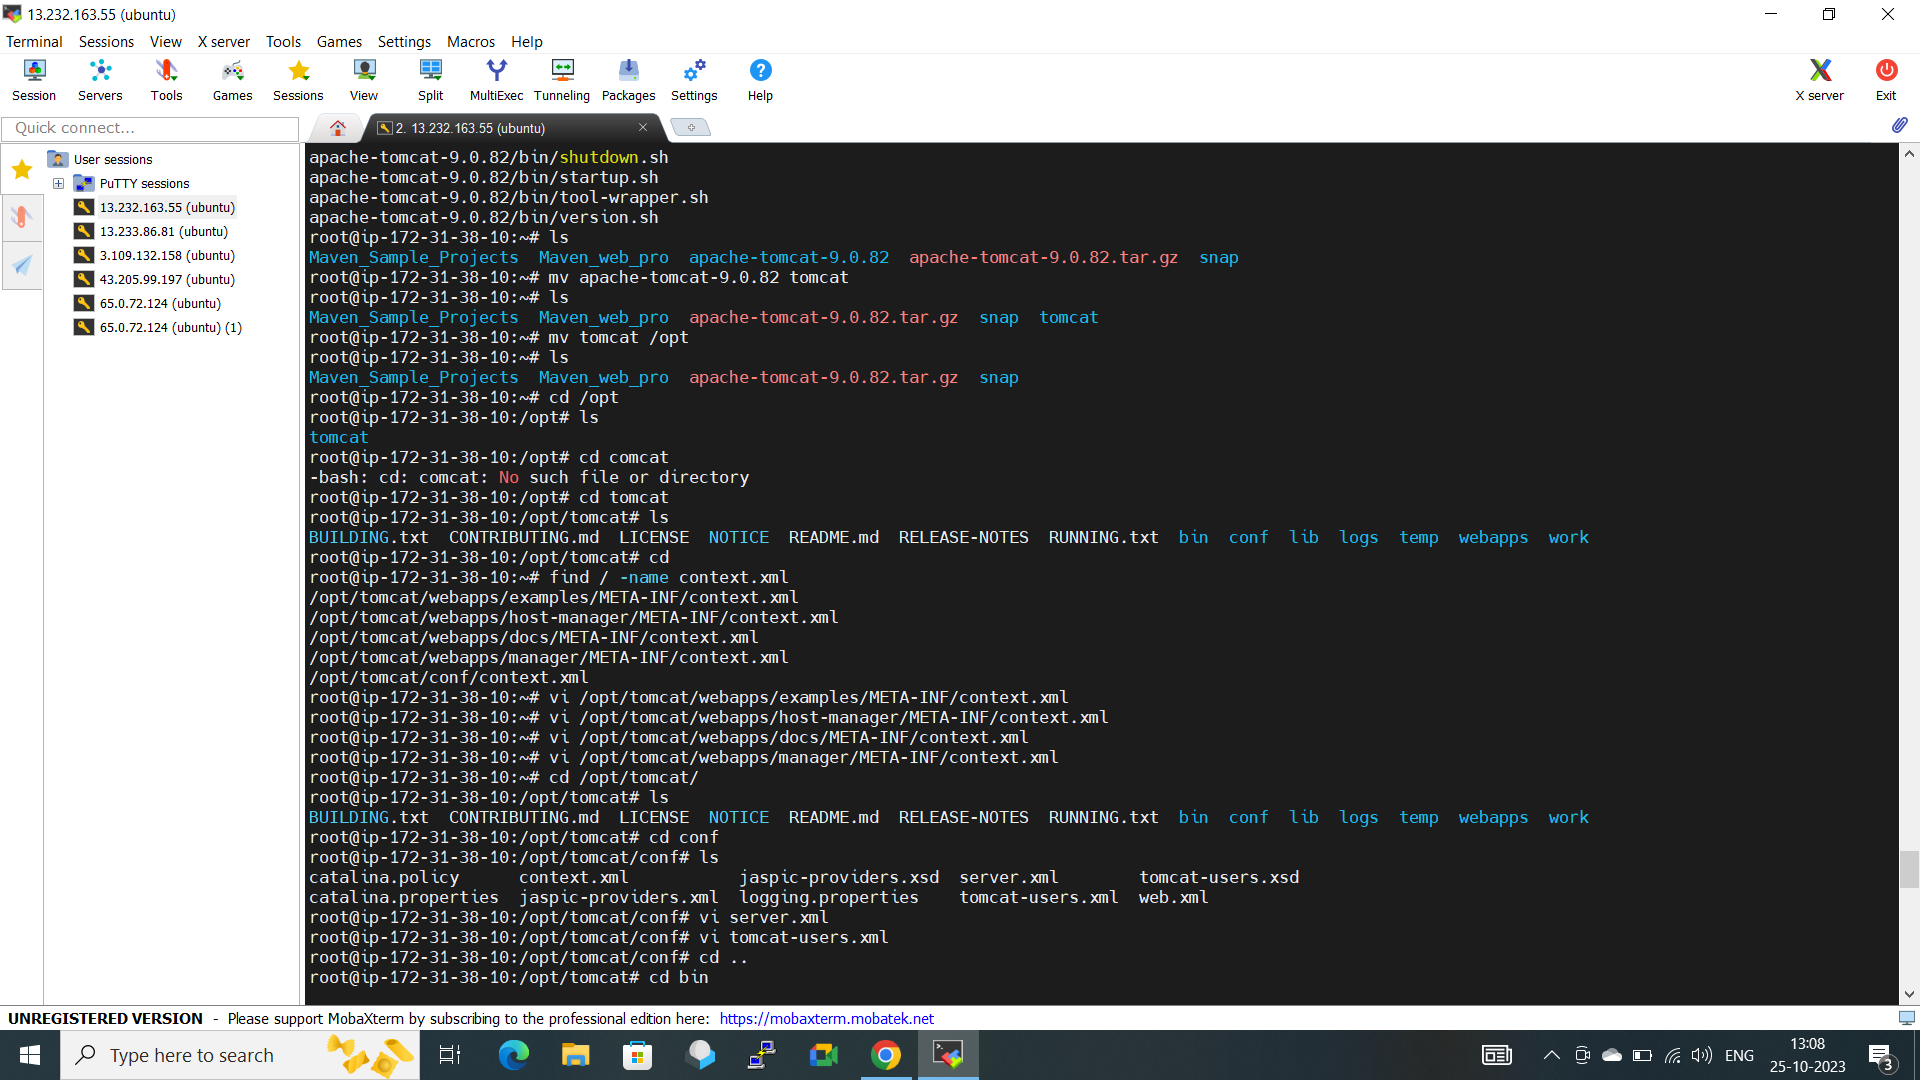 13.232.163.55 (ubuntu)
Terminal Sessions View X server Tools Games Settings Macros Help
Session Servers Tools Games Sessions View Split MultiExec Tunneling Packages Settings Help X server Exit
Quick connect...
2. 13.232.163.55 (ubuntu)
User sessions
PuTTY sessions
13.232.163.55 (ubuntu)
13.233.86.81 (ubuntu)
3.109.132.158 (ubuntu)
43.205.99.197 (ubuntu)
65.0.72.124 (ubuntu)
65.0.72.124 (ubuntu) (1)
apache-tomcat-9.0.82/bin/shutdown.sh
apache-tomcat-9.0.82/bin/startup.sh
apache-tomcat-9.0.82/bin/tool-wrapper.sh
apache-tomcat-9.0.82/bin/version.sh
root@ip-172-31-38-10:~# ls
Maven_Sample_Projects Maven_web_pro apache-tomcat-9.0.82 apache-tomcat-9.0.82.tar.gz snap
root@ip-172-31-38-10:~# mv apache-tomcat-9.0.82 tomcat
root@ip-172-31-38-10:~# ls
Maven_Sample_Projects Maven_web_pro apache-tomcat-9.0.82.tar.gz snap tomcat
root@ip-172-31-38-10:~# mv tomcat /opt
root@ip-172-31-38-10:~# ls
Maven_Sample_Projects Maven_web_pro apache-tomcat-9.0.82.tar.gz snap
root@ip-172-31-38-10:~# cd /opt
root@ip-172-31-38-10:/opt# ls
tomcat
root@ip-172-31-38-10:/opt# cd comcat
-bash: cd: comcat: No such file or directory
root@ip-172-31-38-10:/opt# cd tomcat
root@ip-172-31-38-10:/opt/tomcat# ls
BUILDING.txt CONTRIBUTING.md LICENSE NOTICE README.md RELEASE-NOTES RUNNING.txt bin conf lib logs temp webapps work
root@ip-172-31-38-10:/opt/tomcat# cd
root@ip-172-31-38-10:~# find / -name context.xml
/opt/tomcat/webapps/examples/META-INF/context.xml
/opt/tomcat/webapps/host-manager/META-INF/context.xml
/opt/tomcat/webapps/docs/META-INF/context.xml
/opt/tomcat/webapps/manager/META-INF/context.xml
/opt/tomcat/conf/context.xml
root@ip-172-31-38-10:~# vi /opt/tomcat/webapps/examples/META-INF/context.xml
root@ip-172-31-38-10:~# vi /opt/tomcat/webapps/host-manager/META-INF/context.xml
root@ip-172-31-38-10:~# vi /opt/tomcat/webapps/docs/META-INF/context.xml
root@ip-172-31-38-10:~# vi /opt/tomcat/webapps/manager/META-INF/context.xml
root@ip-172-31-38-10:~# cd /opt/tomcat/
root@ip-172-31-38-10:/opt/tomcat# ls
BUILDING.txt CONTRIBUTING.md LICENSE NOTICE README.md RELEASE-NOTES RUNNING.txt bin conf lib logs temp webapps work
root@ip-172-31-38-10:/opt/tomcat# cd conf
root@ip-172-31-38-10:/opt/tomcat/conf# ls
catalina.policy context.xml jaspic-providers.xsd server.xml tomcat-users.xsd
catalina.properties jaspic-providers.xml logging.properties tomcat-users.xml web.xml
root@ip-172-31-38-10:/opt/tomcat/conf# vi server.xml
root@ip-172-31-38-10:/opt/tomcat/conf# vi tomcat-users.xml
root@ip-172-31-38-10:/opt/tomcat/conf# cd ..
root@ip-172-31-38-10:/opt/tomcat# cd bin
UNREGISTERED VERSION - Please support MobaXterm by subscribing to the professional edition here: https://mobaxterm.mobatek.net
Type here to search
ENG
13:08
25-10-2023
3